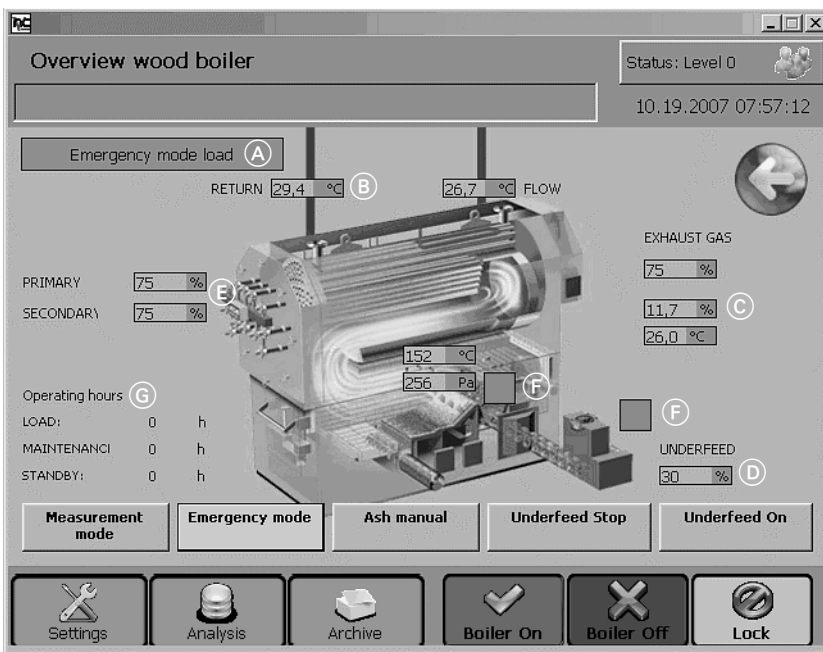 Overview wood boiler
Status: Level 0
10.19.2007 07:57:12
Emergency mode load A
RETURN 29,4 °C B
26,7 °C FLOW
EXHAUST GAS
75 %
PRIMARY 75 %
E
SECONDARY 75 %
11,7 % C
26,0 °C
152 °C
256 Pa F
F
Operating hours G
LOAD: 0 h
MAINTENANCI 0 h
STANDBY: 0 h
UNDERFEED
30 % D
Measurement mode
Emergency mode
Ash manual
Underfeed Stop
Underfeed On
Settings
Analysis
Archive
Boiler On
Boiler Off
Lock